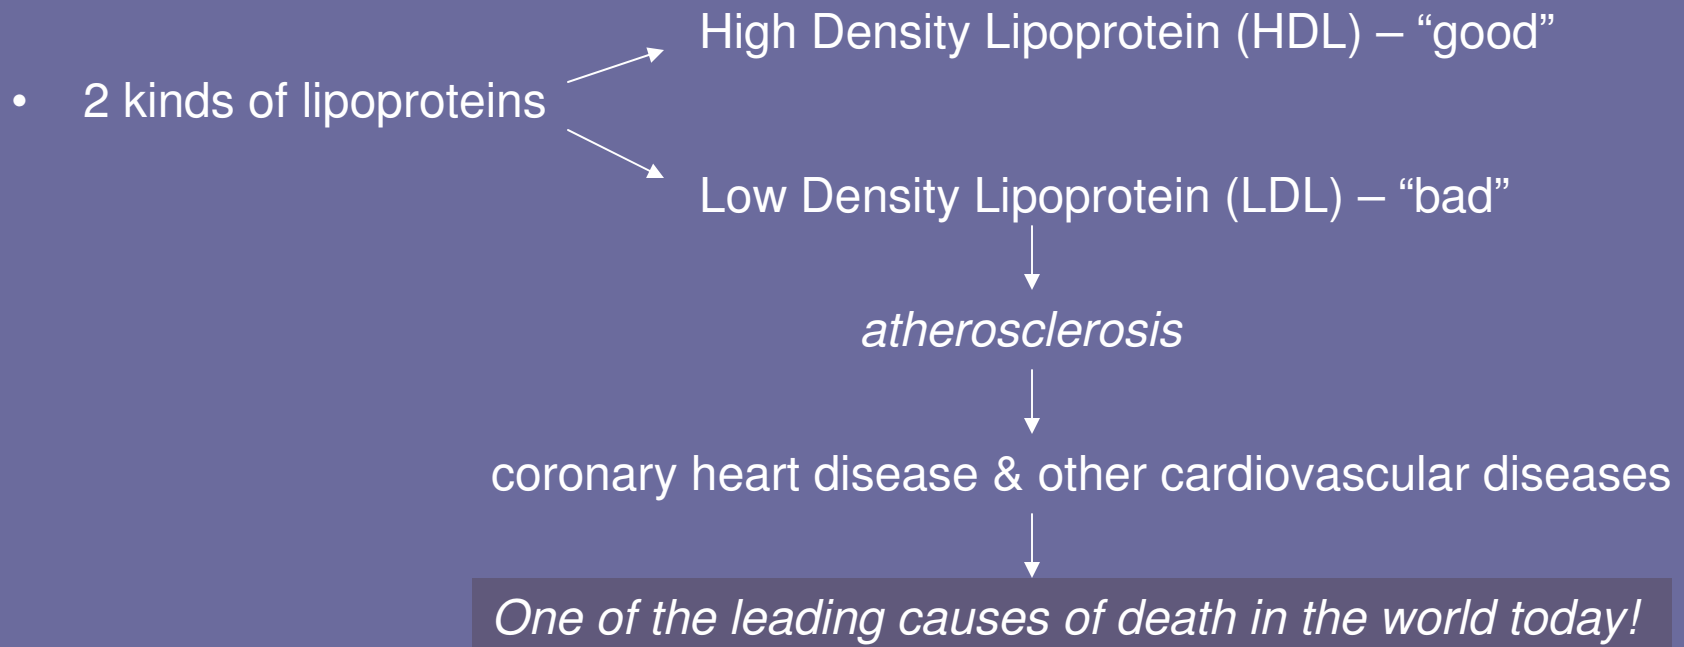 High Density Lipoprotein (HDL) – “good”
• 2 kinds of lipoproteins
Low Density Lipoprotein (LDL) – “bad”
atherosclerosis
coronary heart disease & other cardiovascular diseases
One of the leading causes of death in the world today!